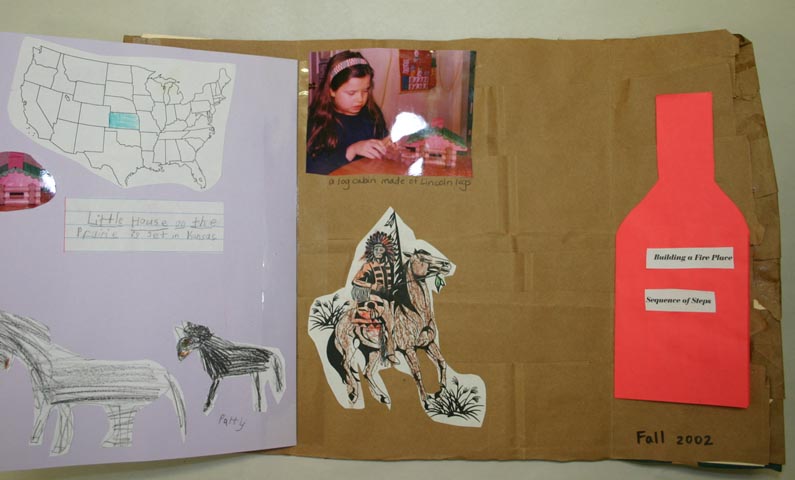 Little House on the
Prairie is set in Kansas
Patty
a log cabin made of Lincoln log
Building a Fire Place
Sequence of Steps
Fall 2002